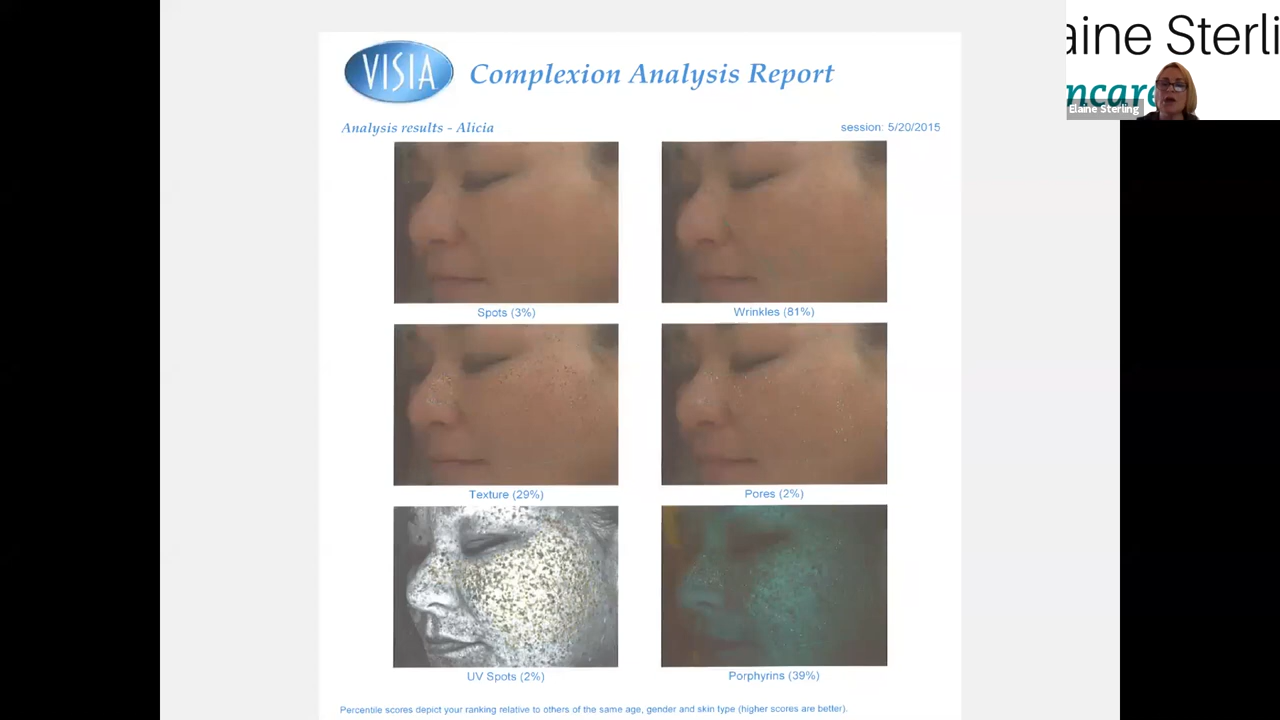 VISIA
Complexion Analysis Report
aine Sterli
ncare
Elaine Sterling
Analysis results - Alicia
session: 5/20/2015
Spots (3%)
Wrinkles (81%)
Texture (29%)
Pores (2%)
UV Spots (2%)
Porphyrins (39%)
Percentile scores depict your ranking relative to others of the same age, gender and skin type (higher scores are better).